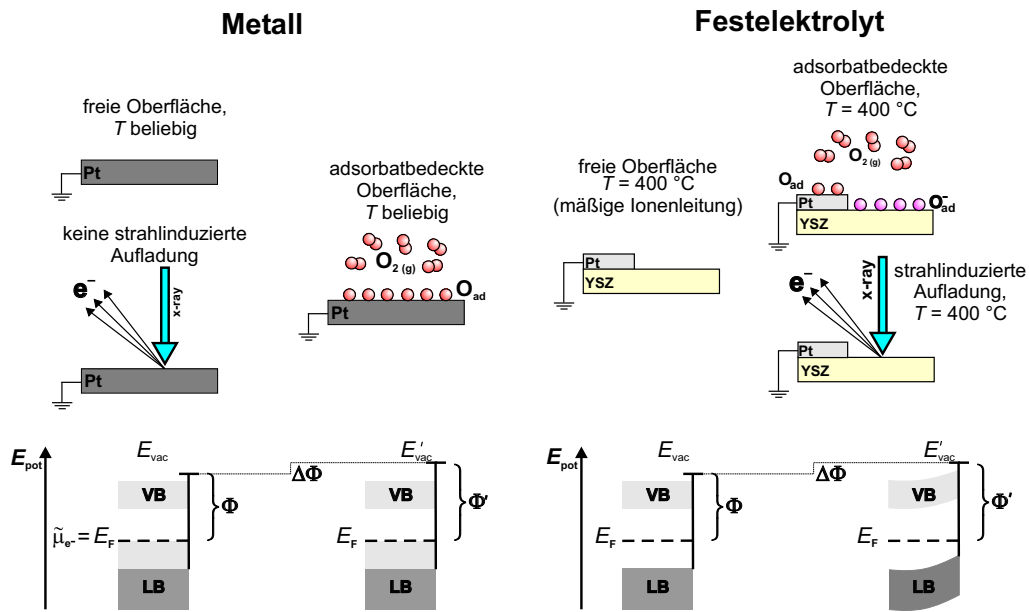 Metall
freie Oberfläche,
T beliebig
Pt
keine strahlinduzierte
Aufladung
e⁻
x-ray
Pt
adsorbatbedeckte
Oberfläche,
T beliebig
O2 (g)
Oad
Pt
Festelektrolyt
freie Oberfläche
T = 400 °C
(mäßige Ionenleitung)
Pt
YSZ
adsorbatbedeckte
Oberfläche,
T = 400 °C
O2 (g)
Oad
Pt
O⁻ad
YSZ
e⁻
x-ray
strahlinduzierte
Aufladung,
T = 400 °C
Pt
YSZ
Epot
Evac
E'vac
ΔΦ
VB
Φ
VB
Φ'
μ̃e- = EF
EF
LB
LB
Epot
Evac
E'vac
ΔΦ
VB
Φ
VB
Φ'
EF
EF
LB
LB